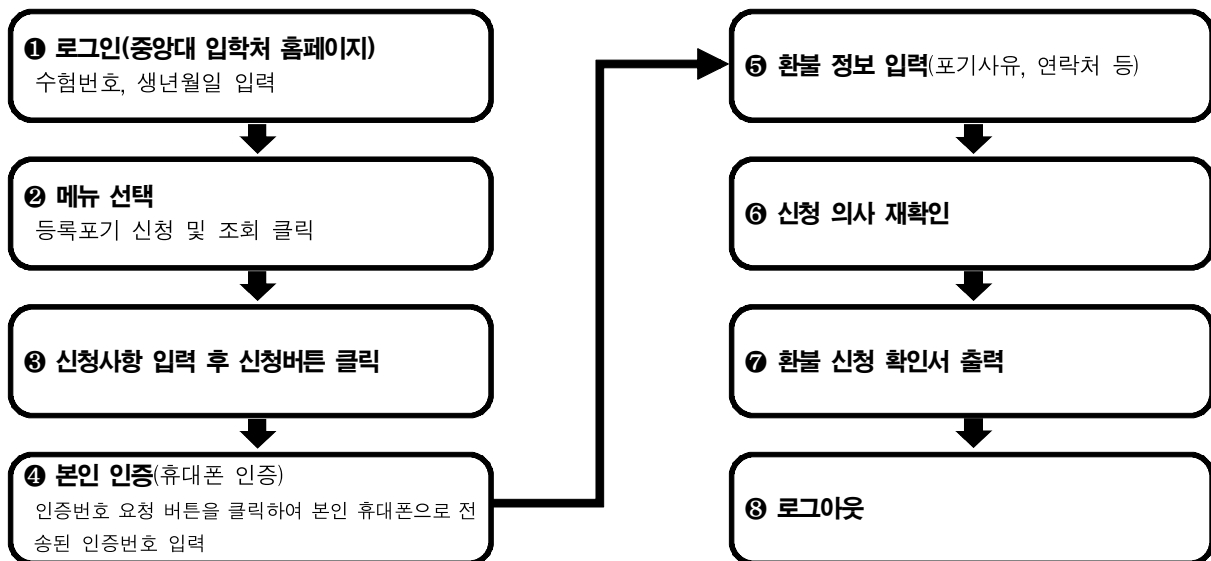 ❶ 로그인(중앙대 입학처 홈페이지)
수험번호, 생년월일 입력
❷ 메뉴 선택
등록포기 신청 및 조회 클릭
❸ 신청사항 입력 후 신청버튼 클릭
❹ 본인 인증(휴대폰 인증)
인증번호 요청 버튼을 클릭하여 본인 휴대폰으로 전
송된 인증번호 입력
❺ 환불 정보 입력(포기사유, 연락처 등)
❻ 신청 의사 재확인
❼ 환불 신청 확인서 출력
❽ 로그아웃